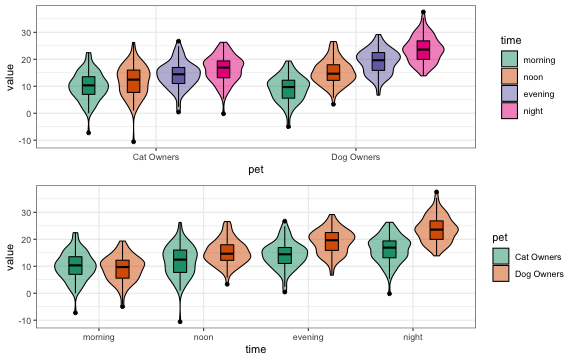 30
20
10
0
-10
value
Cat Owners Dog Owners
pet
time
morning
noon
evening
night
30
20
10
0
-10
value
morning noon evening night
time
pet
Cat Owners
Dog Owners